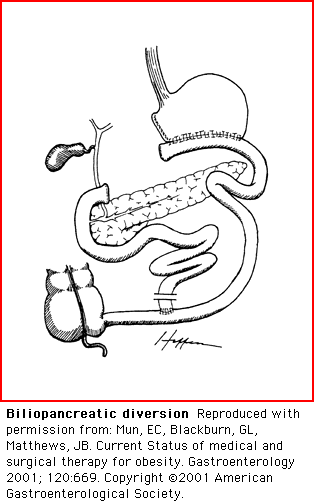 Biliopancreatic diversion Reproduced with
permission from: Mun, EC, Blackburn, GL,
Matthews, JB. Current Status of medical and
surgical therapy for obesity. Gastroenterology
2001; 120:669. Copyright ©2001 American
Gastroenterological Society.